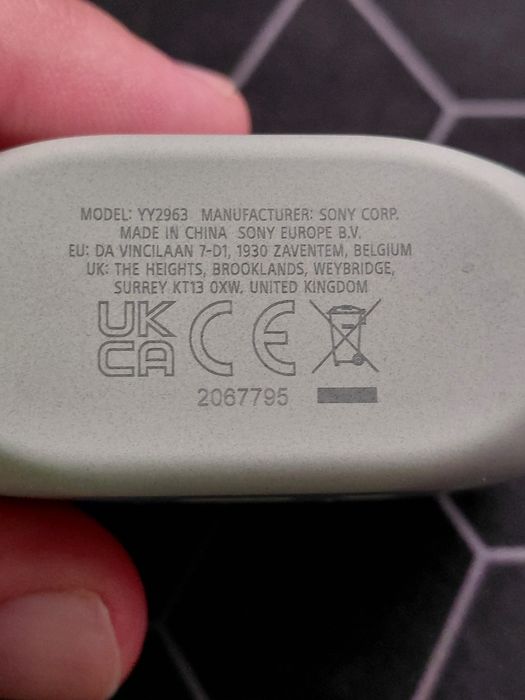 MODEL: YY2963 MANUFACTURER: SONY CORP.
MADE IN CHINA SONY EUROPE B.V.
EU: DA VINCILAAN 7-D1, 1930 ZAVENTEM, BELGIUM
UK: THE HEIGHTS, BROOKLANDS, WEYBRIDGE,
SURREY KT13 0XW, UNITED KINGDOM
UK
CA CE
2067795